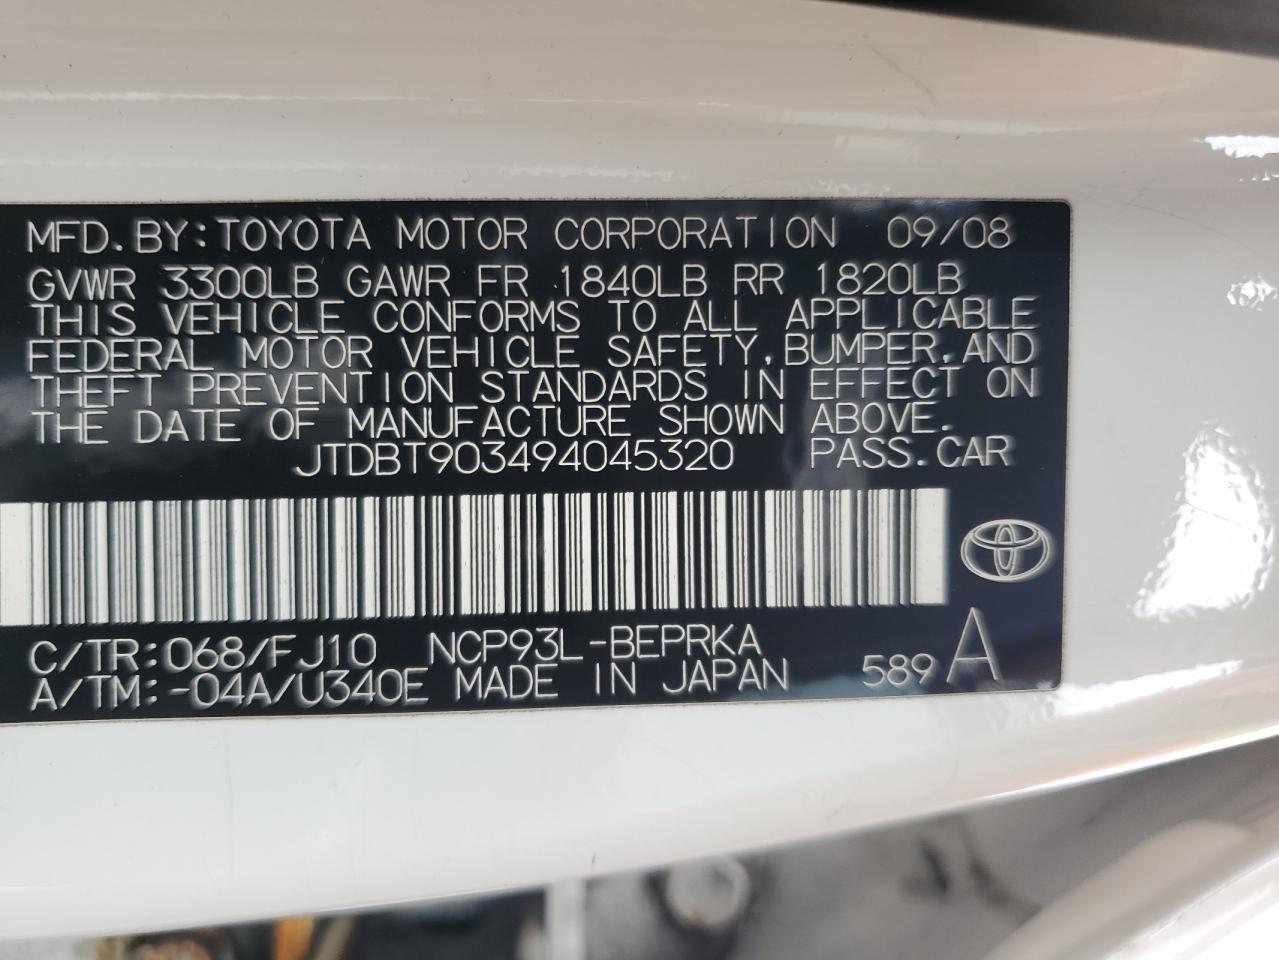 MFD. BY: TOYOTA MOTOR CORPORATION 09/08
GVWR 3300LB GAWR FR 1840LB RR 1820LB
THIS VEHICLE CONFORMS TO ALL APPLICABLE
FEDERAL MOTOR VEHICLE SAFETY, BUMPER, AND
THEFT PREVENTION STANDARDS IN EFFECT ON
THE DATE OF MANUFACTURE SHOWN ABOVE.
JTDBT903494045320 PASS. CAR
C/TR: 068/FJ10 NCP93L-BEPRKA
A/TM: -04A/U340E MADE IN JAPAN 589 A